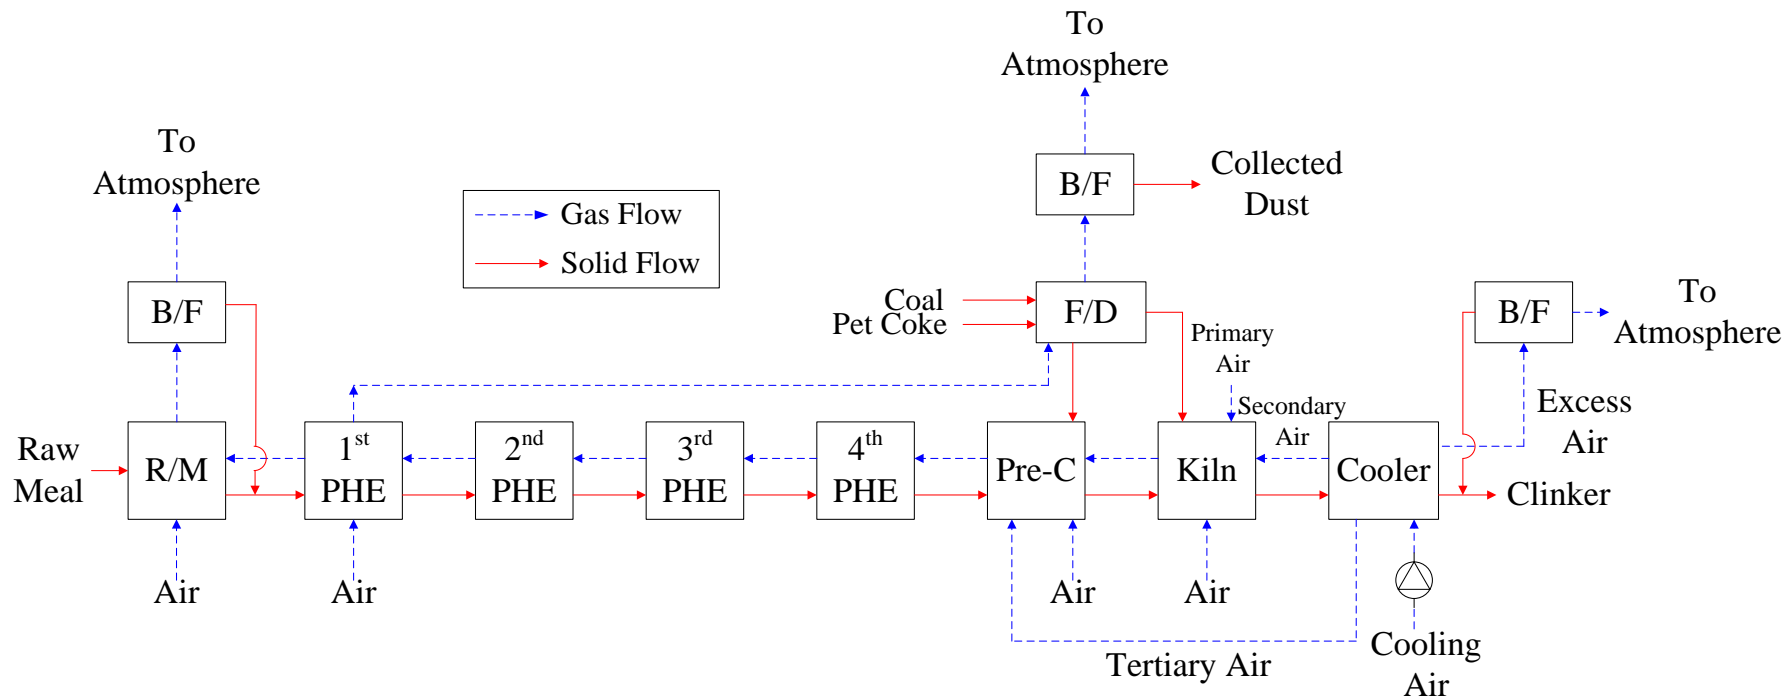 To
Atmosphere
To
Atmosphere
B/F
Collected
Dust
Gas Flow
Solid Flow
B/F
Coal
Pet Coke
F/D
B/F
To
Atmosphere
Primary
Air
Secondary
Air
Excess
Air
Raw
Meal
R/M
1st
PHE
2nd
PHE
3rd
PHE
4th
PHE
Pre-C
Kiln
Cooler
Clinker
Air
Air
Air
Air
Tertiary Air
Cooling
Air